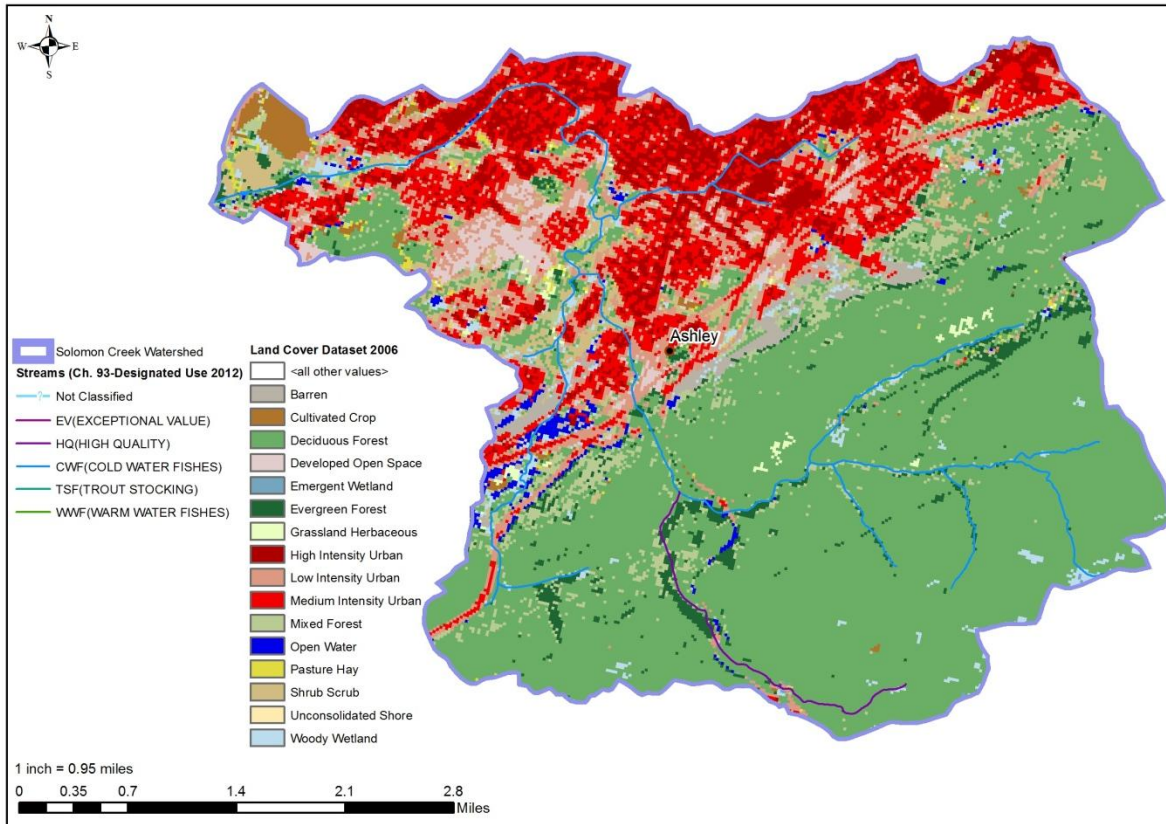 N
W E
S
Ashley
Solomon Creek Watershed
Streams (Ch. 93-Designated Use 2012)
Not Classified
EV(EXCEPTIONAL VALUE)
HQ(HIGH QUALITY)
CWF(COLD WATER FISHES)
TSF(TROUT STOCKING)
WWF(WARM WATER FISHES)
Land Cover Dataset 2006
<all other values>
Barren
Cultivated Crop
Deciduous Forest
Developed Open Space
Emergent Wetland
Evergreen Forest
Grassland Herbaceous
High Intensity Urban
Low Intensity Urban
Medium Intensity Urban
Mixed Forest
Open Water
Pasture Hay
Shrub Scrub
Unconsolidated Shore
Woody Wetland
1 inch = 0.95 miles
0 0.35 0.7 1.4 2.1 2.8
Miles